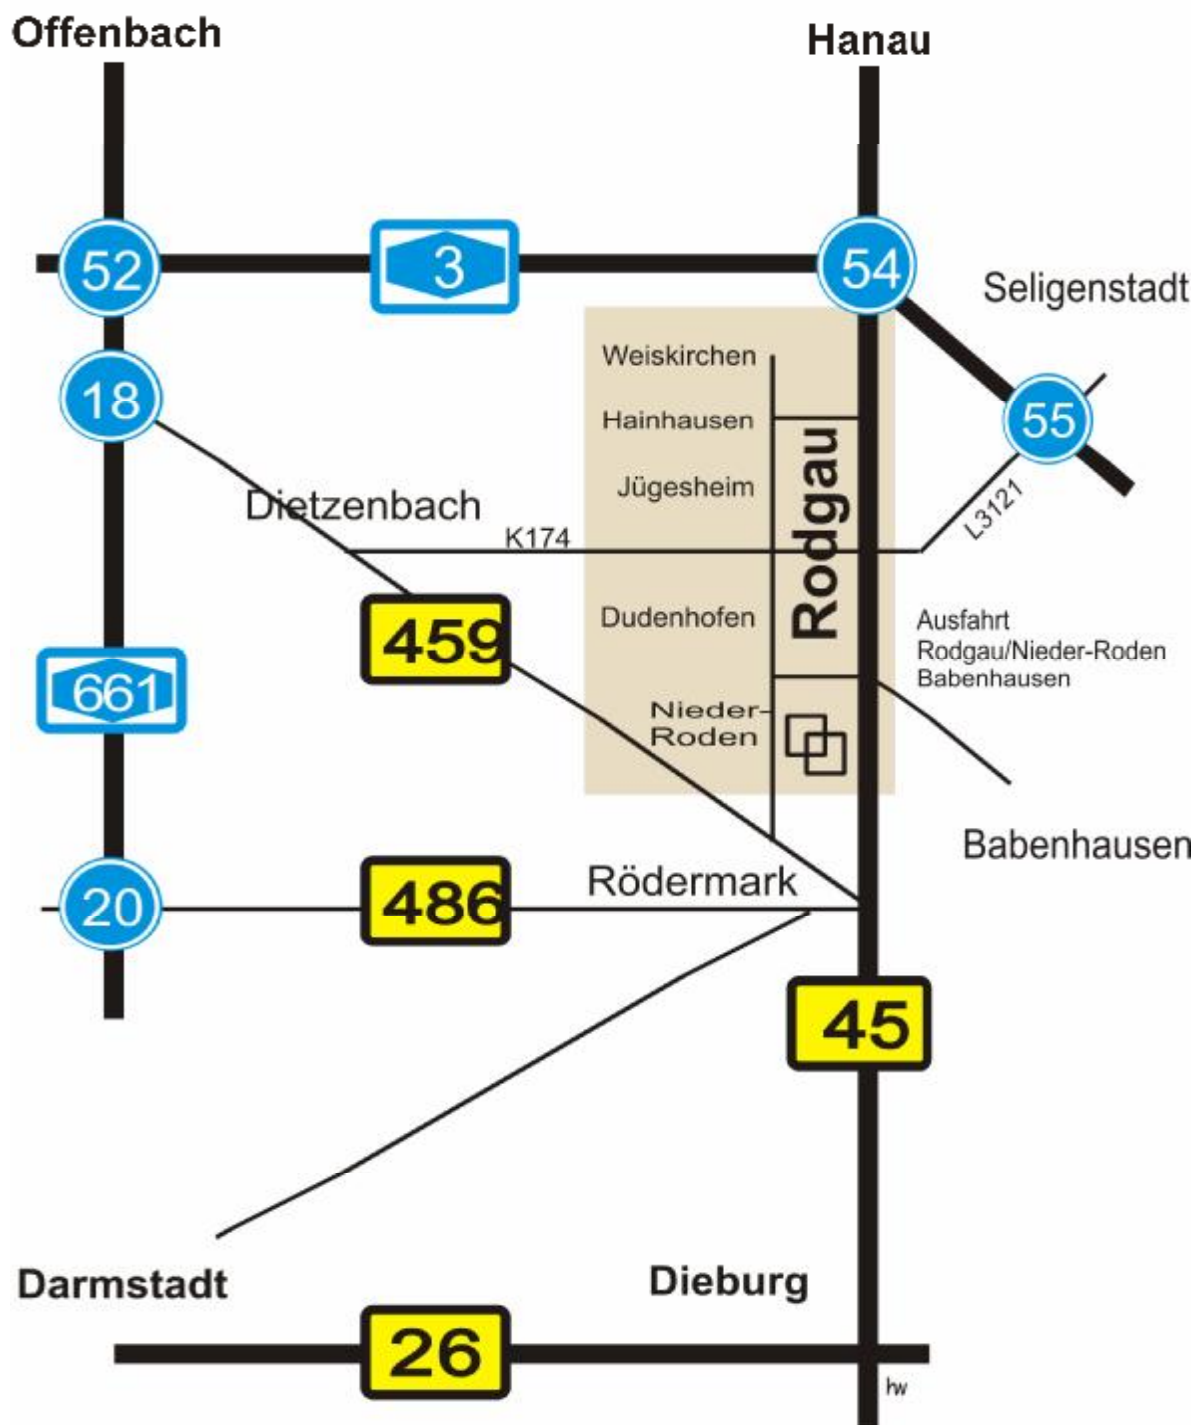 Offenbach
Hanau
52
3
54
Seligenstadt
Weiskirchen
18
Hainhausen
55
Rodgau
Jügesheim
Dietzenbach
K174
L3121
459
Dudenhofen
Ausfahrt
Rodgau/Nieder-Roden
Babenhausen
661
Nieder-
Roden
Babenhausen
Rödermark
20
486
45
Darmstadt
Dieburg
26
hw